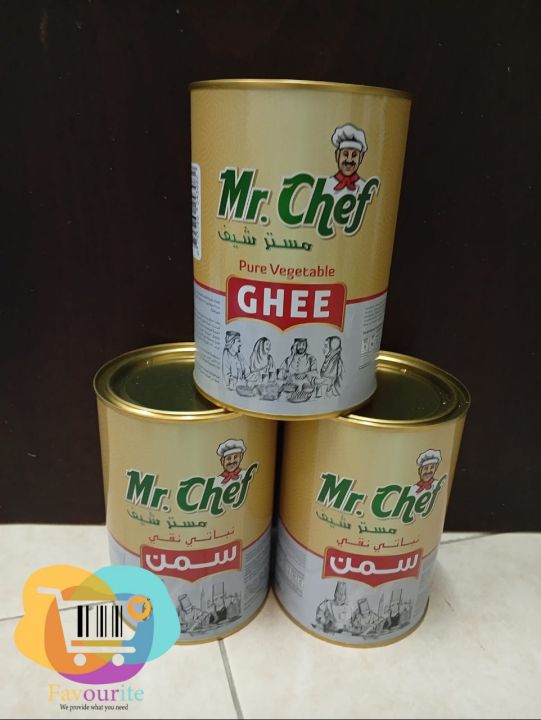 Mr. Chef
مستر شيف
Pure Vegetable
GHEE
Mr. Chef
مستر شيف
نباتي نقي
سمن
Mr. Chef
مستر شيف
نباتي نقي
سمن
Favourite
We provide what you need